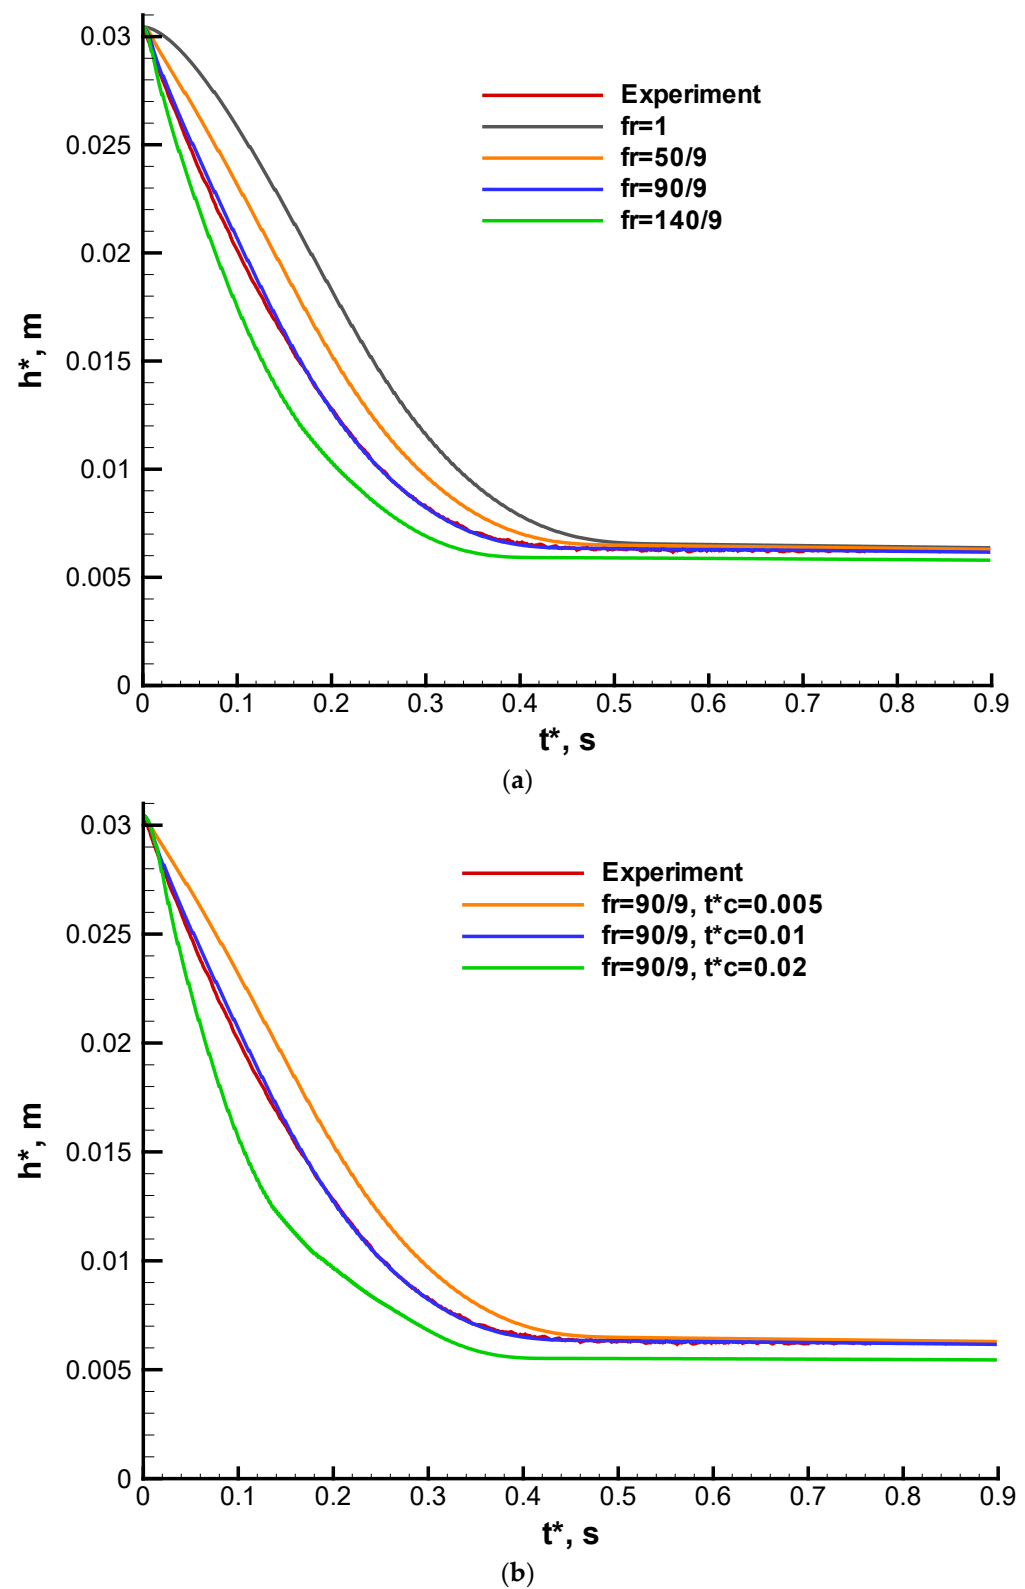 0.03
0.025
0.02
0.015
0.01
0.005
0
h*, m
Experiment
fr=1
fr=50/9
fr=90/9
fr=140/9
0 0.1 0.2 0.3 0.4 0.5 0.6 0.7 0.8 0.9
t*, s
(a)
0.03
0.025
0.02
0.015
0.01
0.005
0
h*, m
Experiment
fr=90/9, t*c=0.005
fr=90/9, t*c=0.01
fr=90/9, t*c=0.02
0 0.1 0.2 0.3 0.4 0.5 0.6 0.7 0.8 0.9
t*, s
(b)